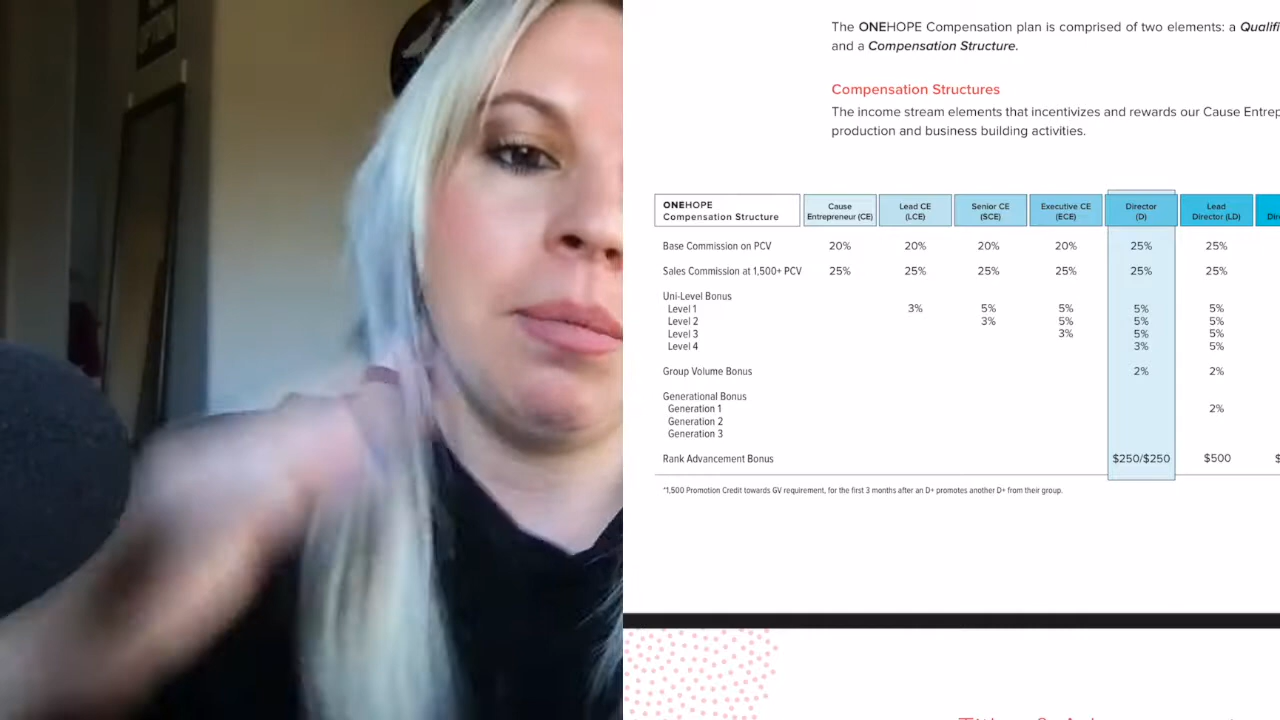 The ONEHOPE Compensation plan is comprised of two elements: a
and a Compensation Structure.
Compensation Structures
The income stream elements that incentivizes and rewards our Cause
production and business building activities.
ONEHOPE Compensation Structure Cause Entrepreneur (CE) Lead CE (LCE) Senior CE (SCE) Executive CE (ECE) Director (D) Lead Director (LD)
Base Commission on PCV 20% 20% 20% 20% 25% 25%
Sales Commission at 1,500+ PCV 25% 25% 25% 25% 25% 25%
Uni-Level Bonus
Level 1 3% 5% 5% 5% 5%
Level 2 3% 5% 5% 5%
Level 3 3% 5% 5%
Level 4 3% 5%
Group Volume Bonus 2% 2%
Generational Bonus
Generation 1 2%
Generation 2
Generation 3
Rank Advancement Bonus $250/$250 $500
*1,500 Promotion Credit towards GV requirement, for the first 3 months after an D+ promotes another D+ from their group.